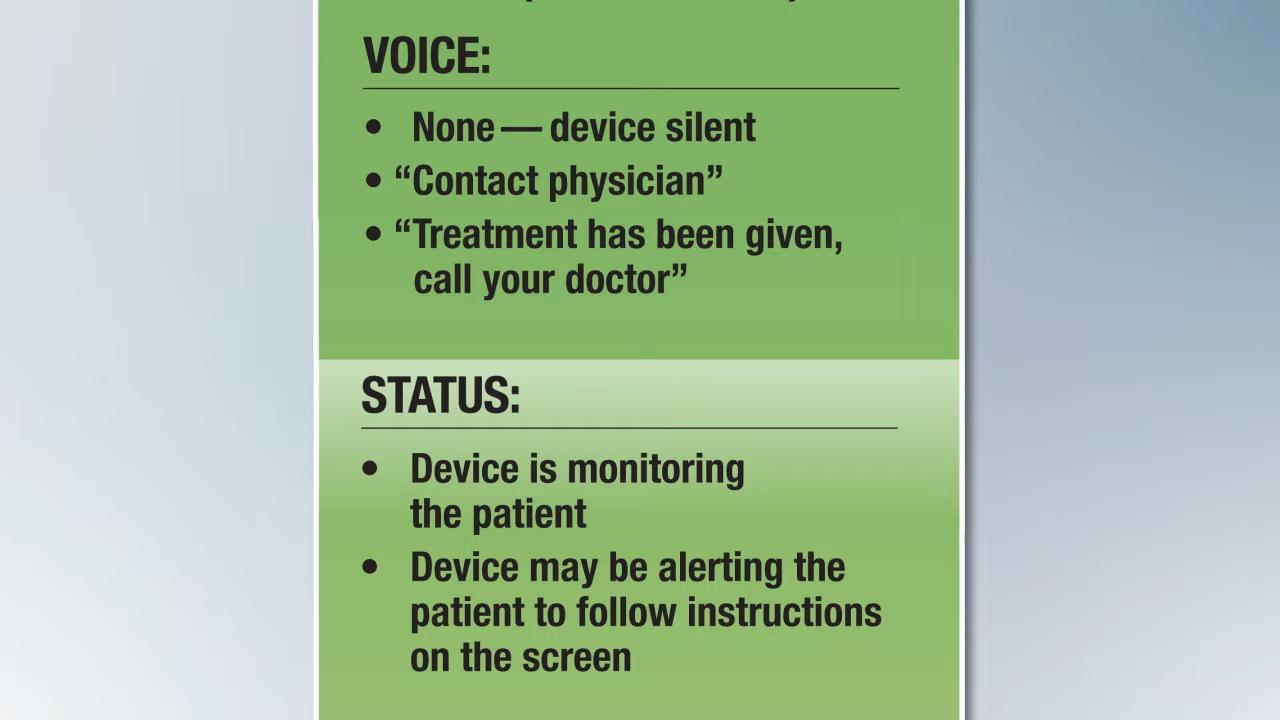 VOICE:
• None — device silent
• “Contact physician”
• “Treatment has been given,
call your doctor”
STATUS:
• Device is monitoring
the patient
• Device may be alerting the
patient to follow instructions
on the screen